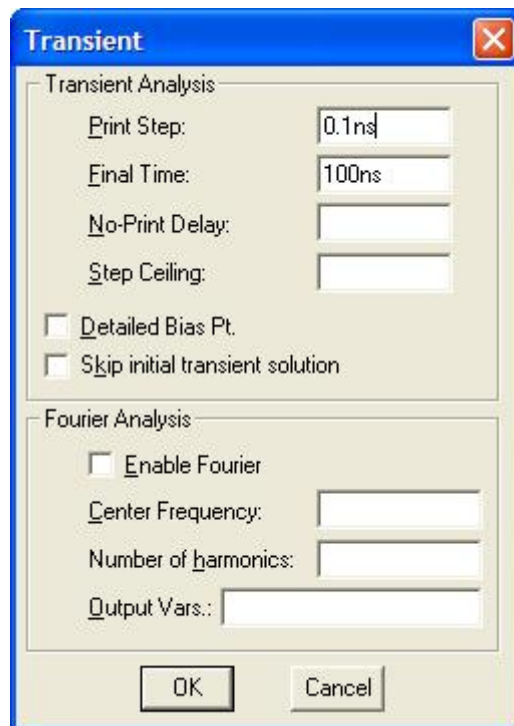 Transient
Transient Analysis
Print Step: 0.1ns
Final Time: 100ns
No-Print Delay:
Step Ceiling:
Detailed Bias Pt.
Skip initial transient solution
Fourier Analysis
Enable Fourier
Center Frequency:
Number of harmonics:
Output Vars.:
OK Cancel